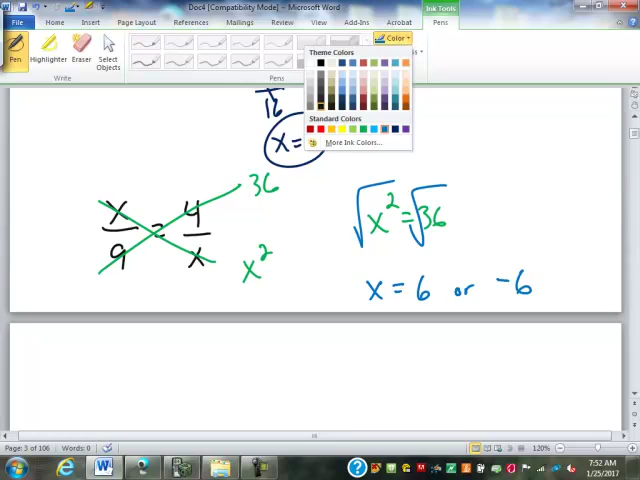 Doc4 [Compatibility Mode] - Microsoft Word
Ink Tools
File Home Insert Page Layout References Mailings Review View Add-Ins Acrobat Pens
Pen
Highlighter
Eraser
Select
Objects
Color
Write
Pens
Theme Colors
Standard Colors
More Ink Colors...
x =
x/9 = 4/x
36
x²
√x² = √36
x = 6 or -6
Page: 3 of 106 Words: 0
120%
7:52 AM
1/25/2017